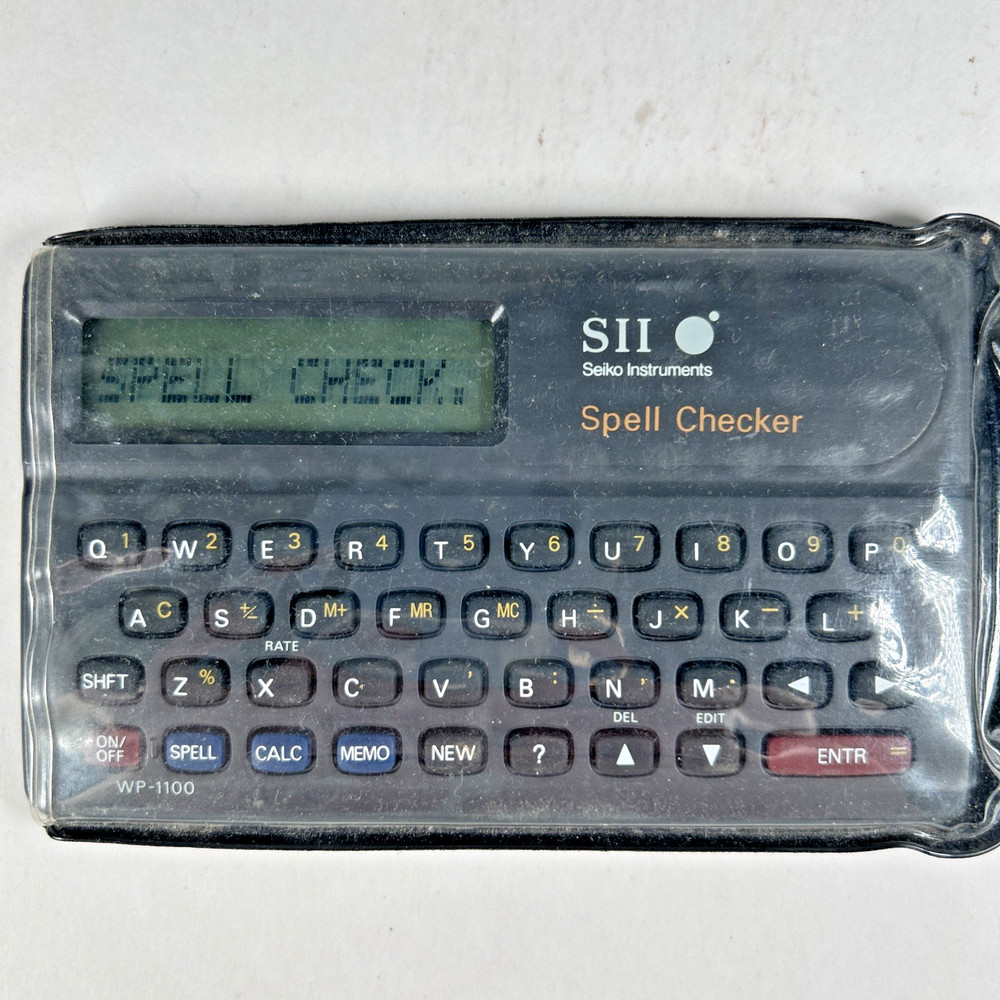 SPELL CHECK.
SII
Seiko Instruments
Spell Checker
Q 1 W 2 E 3 R 4 T 5 Y 6 U 7 I 8 O 9 P 0
A C S +/− D M+ F MR G MC H ÷ J × K − L +
RATE
SHFT Z % X C V ' B : N , M . ◀ ▶
DEL EDIT
ON/OFF SPELL CALC MEMO NEW ? ▲ ▼ ENTR =
WP-1100